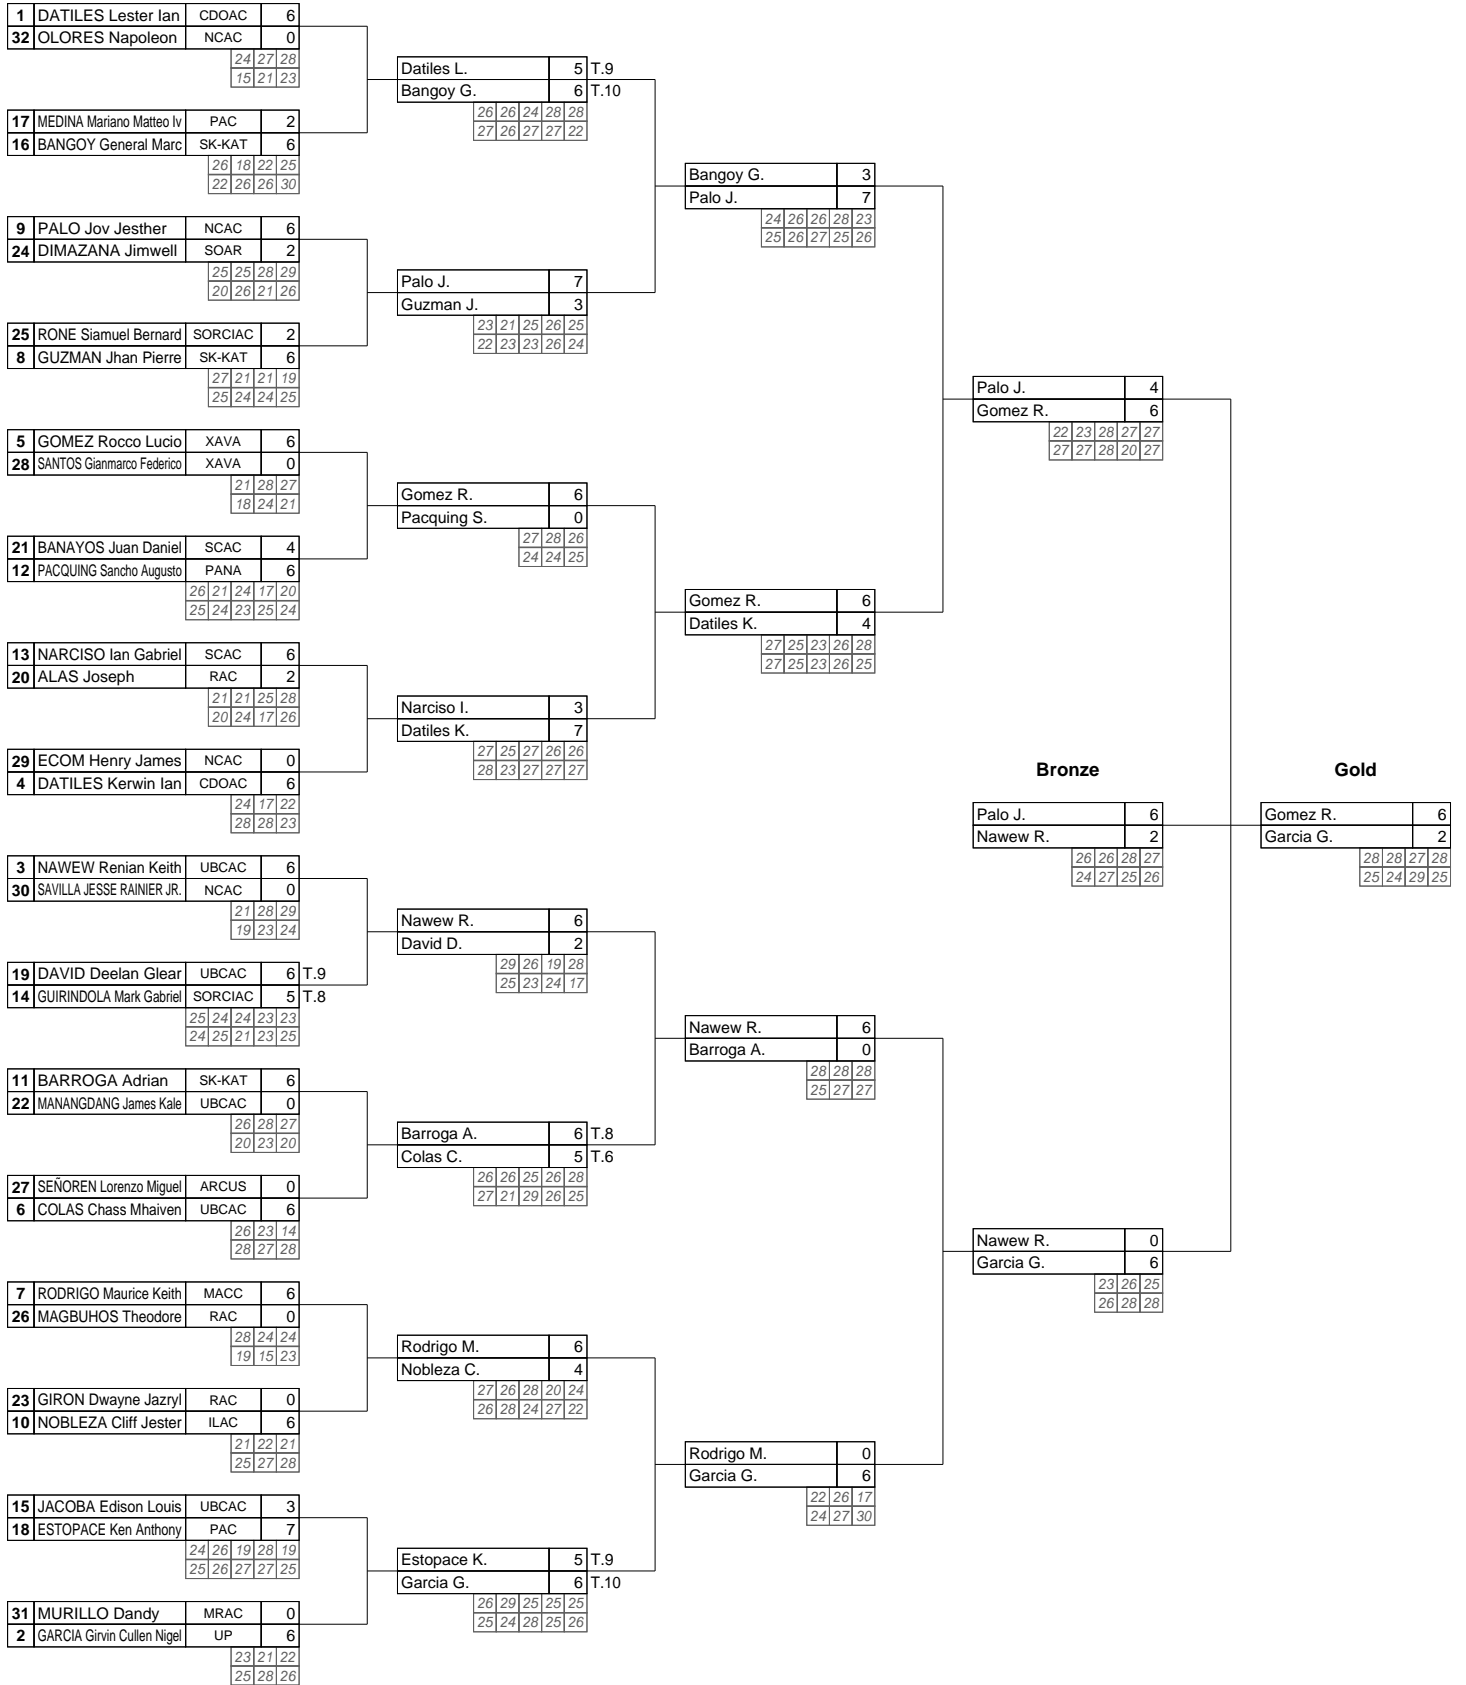 1 DATILES Lester Ian CDOAC 6
32 OLORES Napoleon NCAC 0
24 27 28
15 21 23
17 MEDINA Mariano Matteo Iv PAC 2
16 BANGOY General Marc SK-KAT 6
26 18 22 25
22 26 26 30
9 PALO Jov Jesther NCAC 6
24 DIMAZANA Jimwell SOAR 2
25 25 28 29
20 26 21 26
25 RONE Siamuel Bernard SORCIAC 2
8 GUZMAN Jhan Pierre SK-KAT 6
27 21 21 19
25 24 24 25
5 GOMEZ Rocco Lucio XAVA 6
28 SANTOS Gianmarco Federico XAVA 0
21 28 27
18 24 21
21 BANAYOS Juan Daniel SCAC 4
12 PACQUING Sancho Augusto PANA 6
26 21 24 17 20
25 24 23 25 24
13 NARCISO Ian Gabriel SCAC 6
20 ALAS Joseph RAC 2
21 21 25 28
20 24 17 26
29 ECOM Henry James NCAC 0
4 DATILES Kerwin Ian CDOAC 6
24 17 22
28 28 23
3 NAWEW Renian Keith UBCAC 6
30 SAVILLA JESSE RAINIER JR. NCAC 0
21 28 29
19 23 24
19 DAVID Deelan Glear UBCAC 6 T.9
14 GUIRINDOLA Mark Gabriel SORCIAC 5 T.8
25 24 24 23 23
24 25 21 23 25
11 BARROGA Adrian SK-KAT 6
22 MANANGDANG James Kale UBCAC 0
26 28 27
20 23 20
27 SEÑOREN Lorenzo Miguel ARCUS 0
6 COLAS Chass Mhaiven UBCAC 6
26 23 14
28 27 28
7 RODRIGO Maurice Keith MACC 6
26 MAGBUHOS Theodore RAC 0
28 24 24
19 15 23
23 GIRON Dwayne Jazryl RAC 0
10 NOBLEZA Cliff Jester ILAC 6
21 22 21
25 27 28
15 JACOBA Edison Louis UBCAC 3
18 ESTOPACE Ken Anthony PAC 7
24 26 19 28 19
25 26 27 27 25
31 MURILLO Dandy MRAC 0
2 GARCIA Girvin Cullen Nigel UP 6
23 21 22
25 28 26
Datiles L. 5 T.9
Bangoy G. 6 T.10
26 26 24 28 28
27 26 27 27 22
Palo J. 7
Guzman J. 3
23 21 25 26 25
22 23 23 26 24
Gomez R. 6
Pacquing S. 0
27 28 26
24 24 25
Narciso I. 3
Datiles K. 7
27 25 27 26 26
28 23 27 27 27
Nawew R. 6
David D. 2
29 26 19 28
25 23 24 17
Barroga A. 6 T.8
Colas C. 5 T.6
26 26 25 26 28
27 21 29 26 25
Rodrigo M. 6
Nobleza C. 4
27 26 28 20 24
26 28 24 27 22
Estopace K. 5 T.9
Garcia G. 6 T.10
26 29 25 25 25
25 24 28 25 26
Bangoy G. 3
Palo J. 7
24 26 26 28 23
25 26 27 25 26
Gomez R. 6
Datiles K. 4
27 25 23 26 28
27 25 23 26 25
Nawew R. 6
Barroga A. 0
28 28 28
25 27 27
Rodrigo M. 0
Garcia G. 6
22 26 17
24 27 30
Palo J. 4
Gomez R. 6
22 23 28 27 27
27 27 28 20 27
Nawew R. 0
Garcia G. 6
23 26 25
26 28 28
Bronze
Palo J. 6
Nawew R. 2
26 26 28 27
24 27 25 26
Gold
Gomez R. 6
Garcia G. 2
28 28 27 28
25 24 29 25